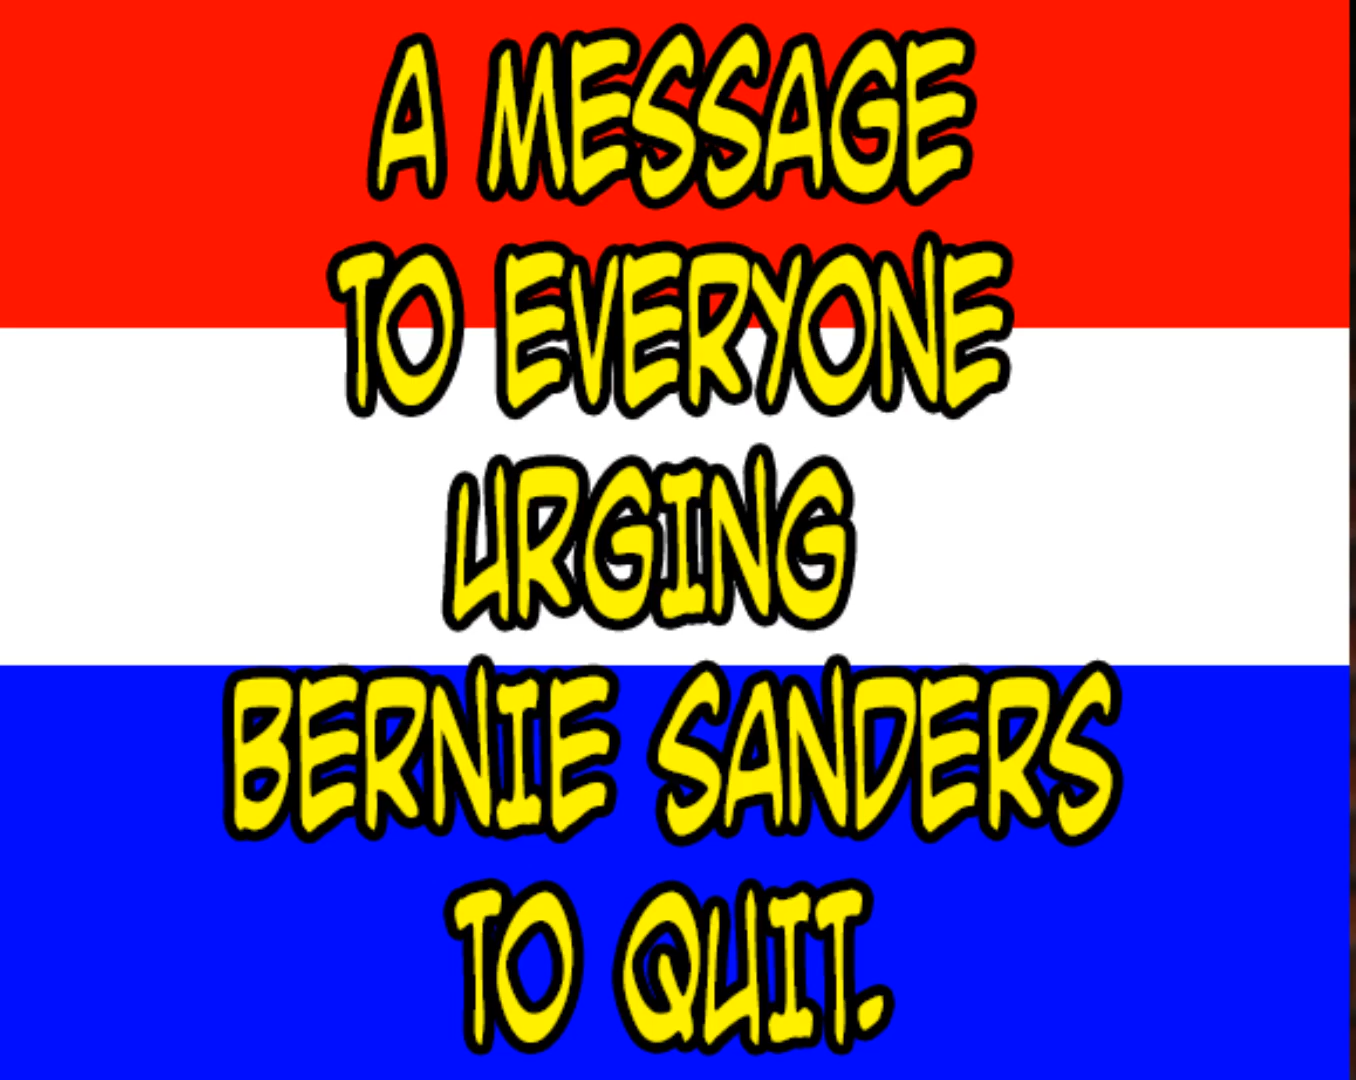 A MESSAGE
TO EVERYONE
URGING
BERNIE SANDERS
TO QUIT.